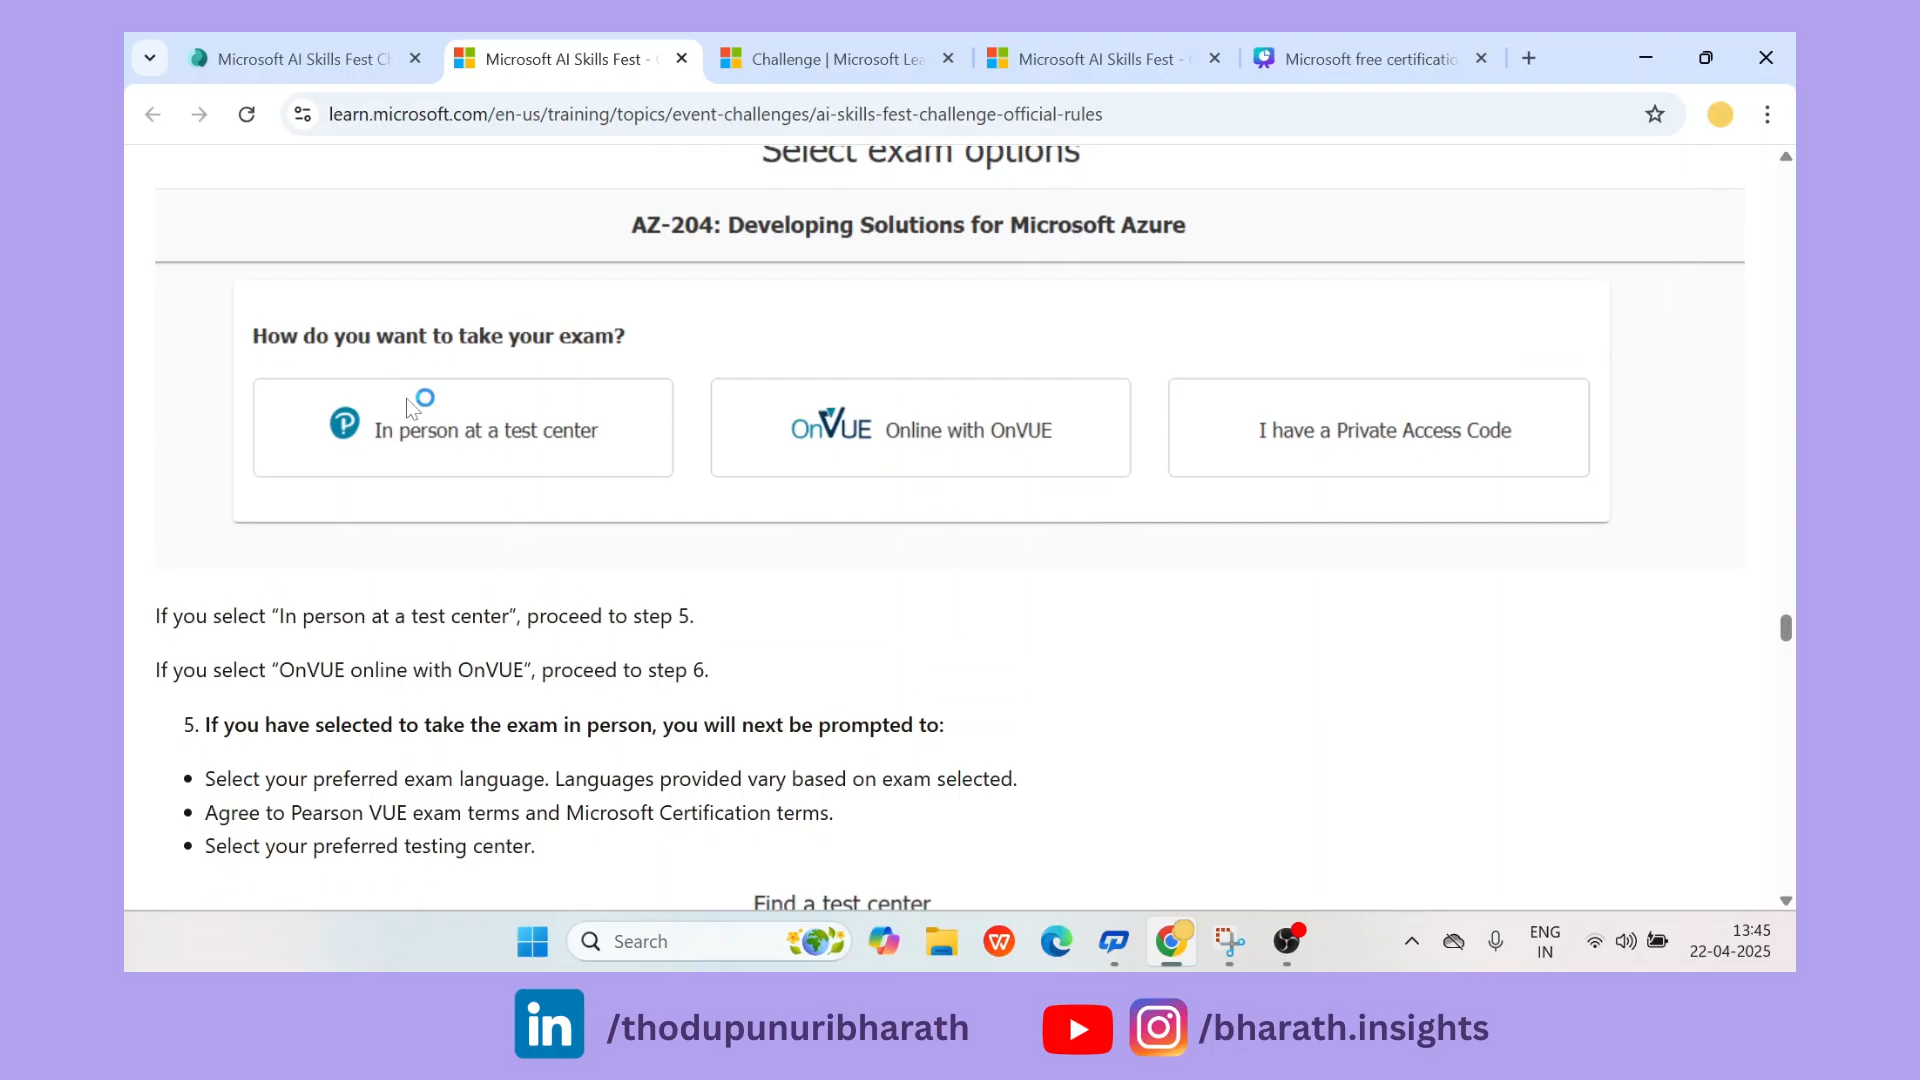 Microsoft AI Skills Fest Ch
Microsoft AI Skills Fest -
Challenge | Microsoft Lea
Microsoft AI Skills Fest -
Microsoft free certificatio
learn.microsoft.com/en-us/training/topics/event-challenges/ai-skills-fest-challenge-official-rules
Select exam options
AZ-204: Developing Solutions for Microsoft Azure
How do you want to take your exam?
In person at a test center
OnVUE Online with OnVUE
I have a Private Access Code
If you select “In person at a test center”, proceed to step 5.
If you select “OnVUE online with OnVUE”, proceed to step 6.
5. If you have selected to take the exam in person, you will next be prompted to:
Select your preferred exam language. Languages provided vary based on exam selected.
Agree to Pearson VUE exam terms and Microsoft Certification terms.
Select your preferred testing center.
Find a test center
Search
ENG
IN
13:45
22-04-2025
in /thodupunuribharath
/bharath.insights